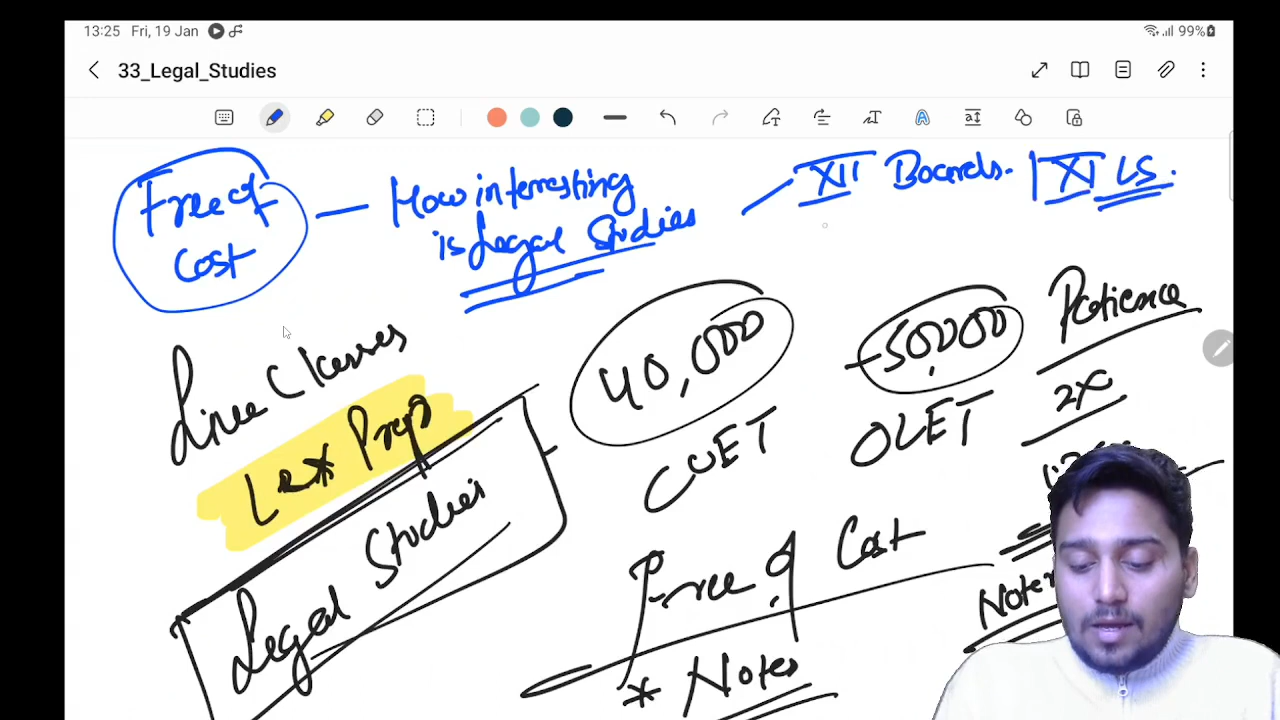 13:25 Fri, 19 Jan 99%
33_Legal_Studies
Free of
Cost
How interesting
is Legal Studies
XII Boards. | XI LS.
Live Classes
Lex Prep
Legal Studies
40,000
CUET
50,000
OLET
Patience
2x
Free of Cost
* Notes
Notes